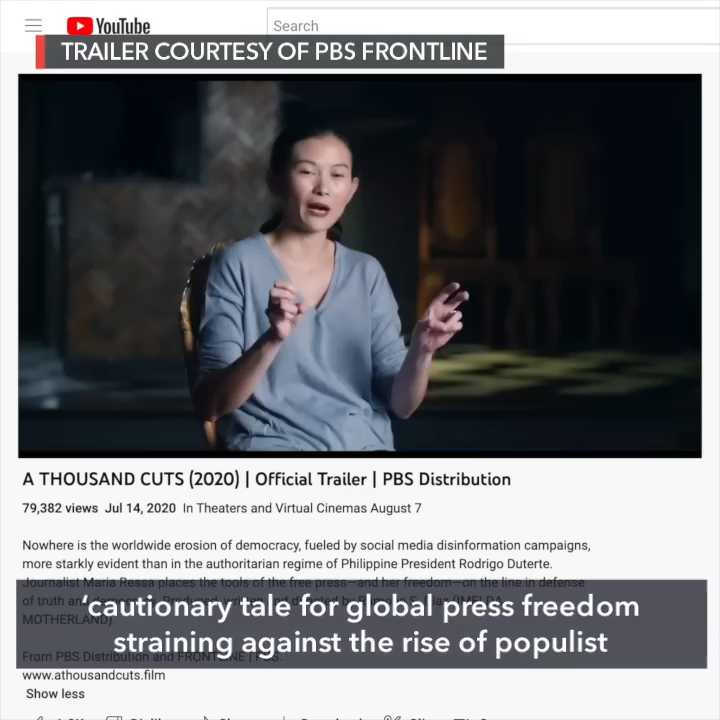 YouTube
Search
TRAILER COURTESY OF PBS FRONTLINE
A THOUSAND CUTS (2020) | Official Trailer | PBS Distribution
79,382 views Jul 14, 2020 In Theaters and Virtual Cinemas August 7
Nowhere is the worldwide erosion of democracy, fueled by social media disinformation campaigns,
more starkly evident than in the authoritarian regime of Philippine President Rodrigo Duterte.
Journalist Maria Ressa places the tools of the free press—and her freedom—on the line in defense
of truth and
MOTHERLAND).
'cautionary tale for global press freedom
straining against the rise of populist
From PBS Distribution and FRONTLINE | PBS.
www.athousandcuts.film
Show less